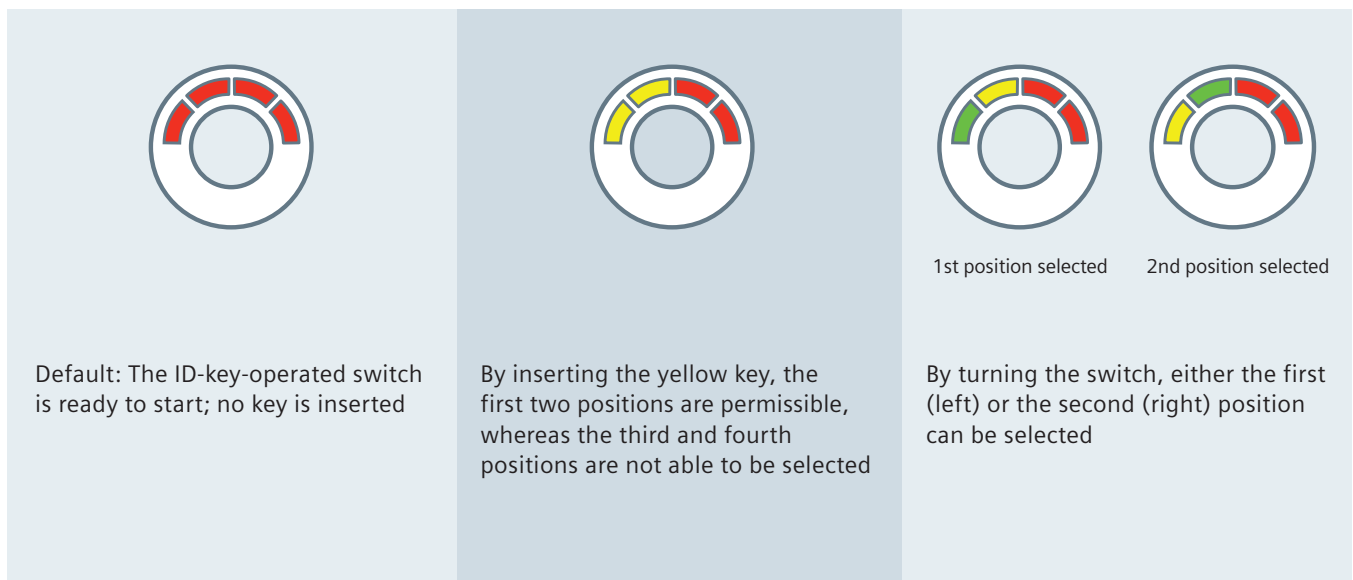 1st position selected
2nd position selected
Default: The ID-key-operated switch
is ready to start; no key is inserted
By inserting the yellow key, the
first two positions are permissible,
whereas the third and fourth
positions are not able to be selected
By turning the switch, either the first
(left) or the second (right) position
can be selected